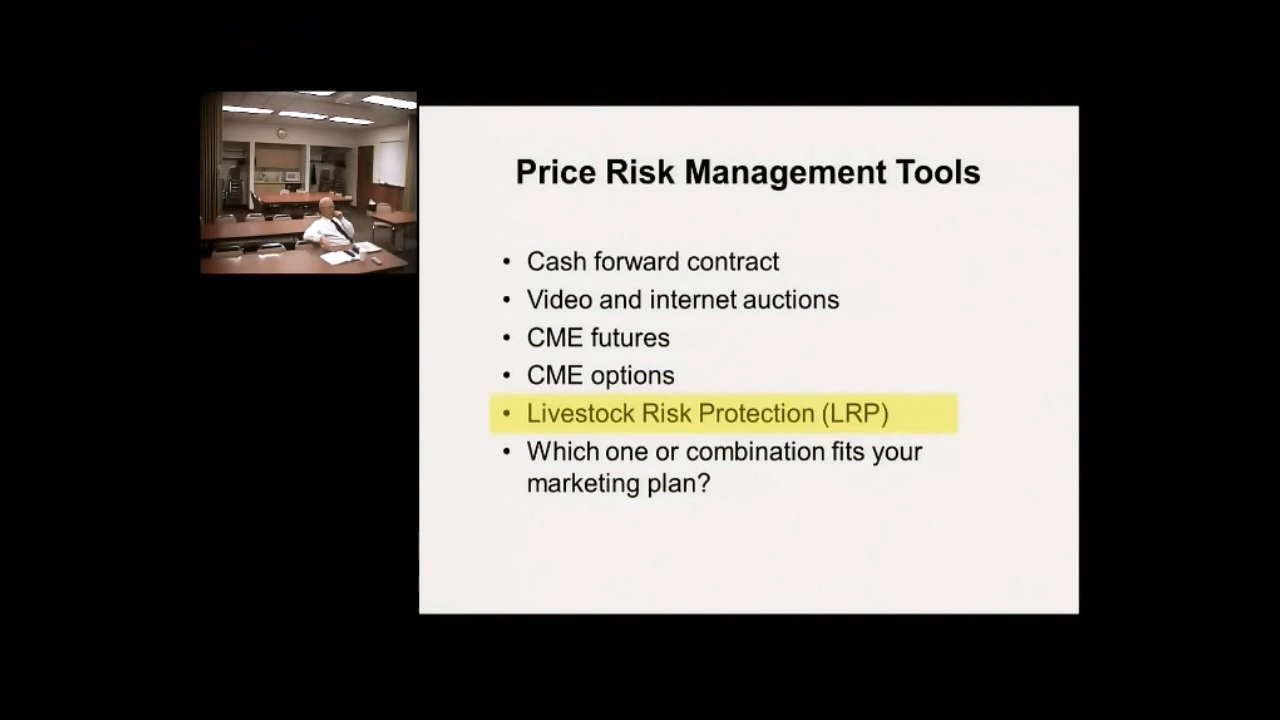 Price Risk Management Tools
• Cash forward contract
• Video and internet auctions
• CME futures
• CME options
• Livestock Risk Protection (LRP)
• Which one or combination fits your
marketing plan?